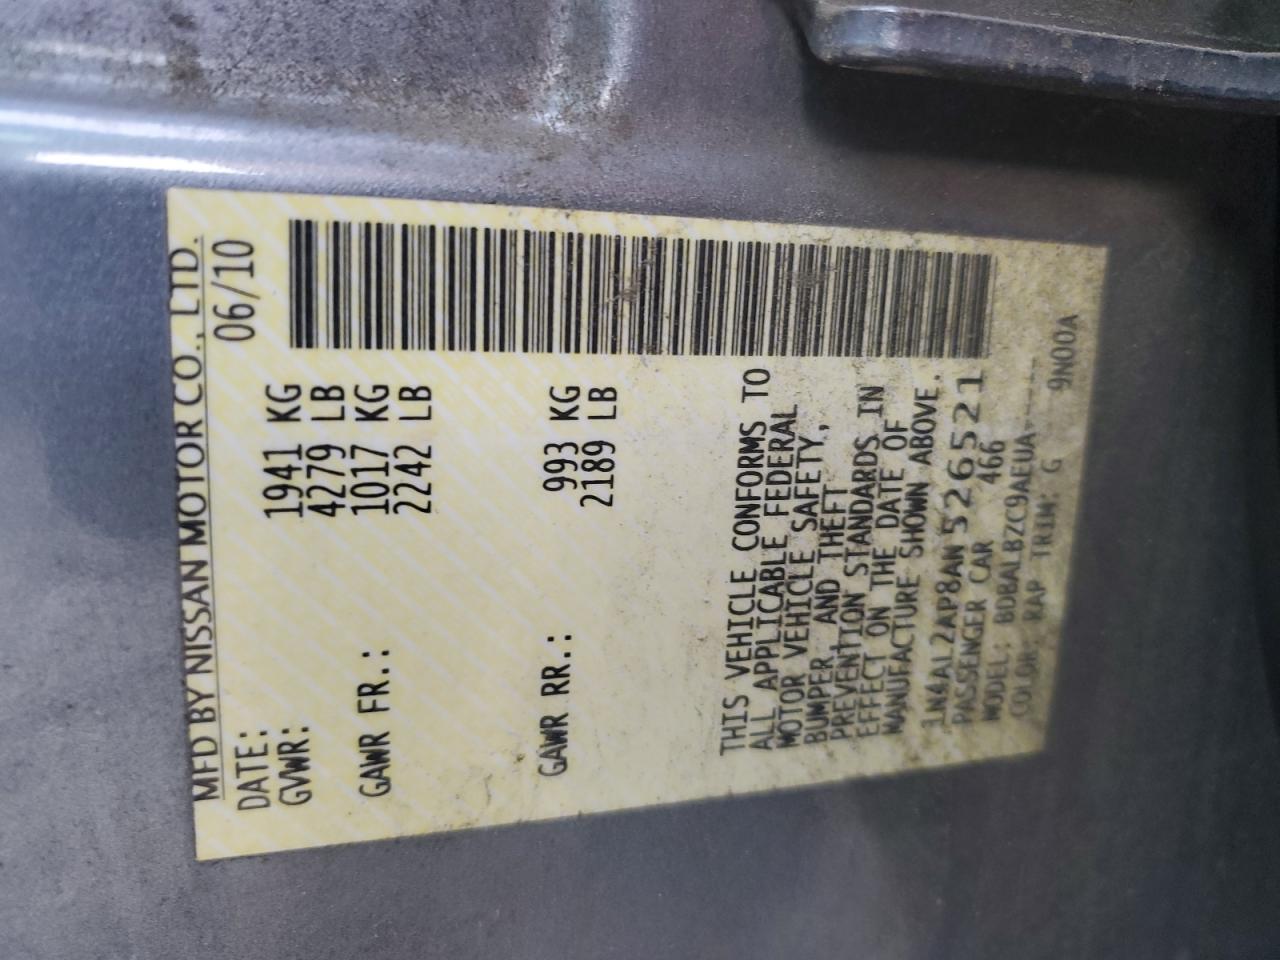 MFD BY NISSAN MOTOR CO., LTD.
DATE: 06/10
GVWR: 1941 KG
4279 LB
GAWR FR.: 1017 KG
2242 LB
GAWR RR.: 993 KG
2189 LB
THIS VEHICLE CONFORMS TO
ALL APPLICABLE FEDERAL
MOTOR VEHICLE SAFETY,
BUMPER, AND THEFT
PREVENTION STANDARDS IN
EFFECT ON THE DATE OF
MANUFACTURE SHOWN ABOVE.
1N4AL2AP8AN526521
PASSENGER CAR 466
MODEL: BDBALBZC9AEUA-----
COLOR: RAP TRIM: G 9N00A